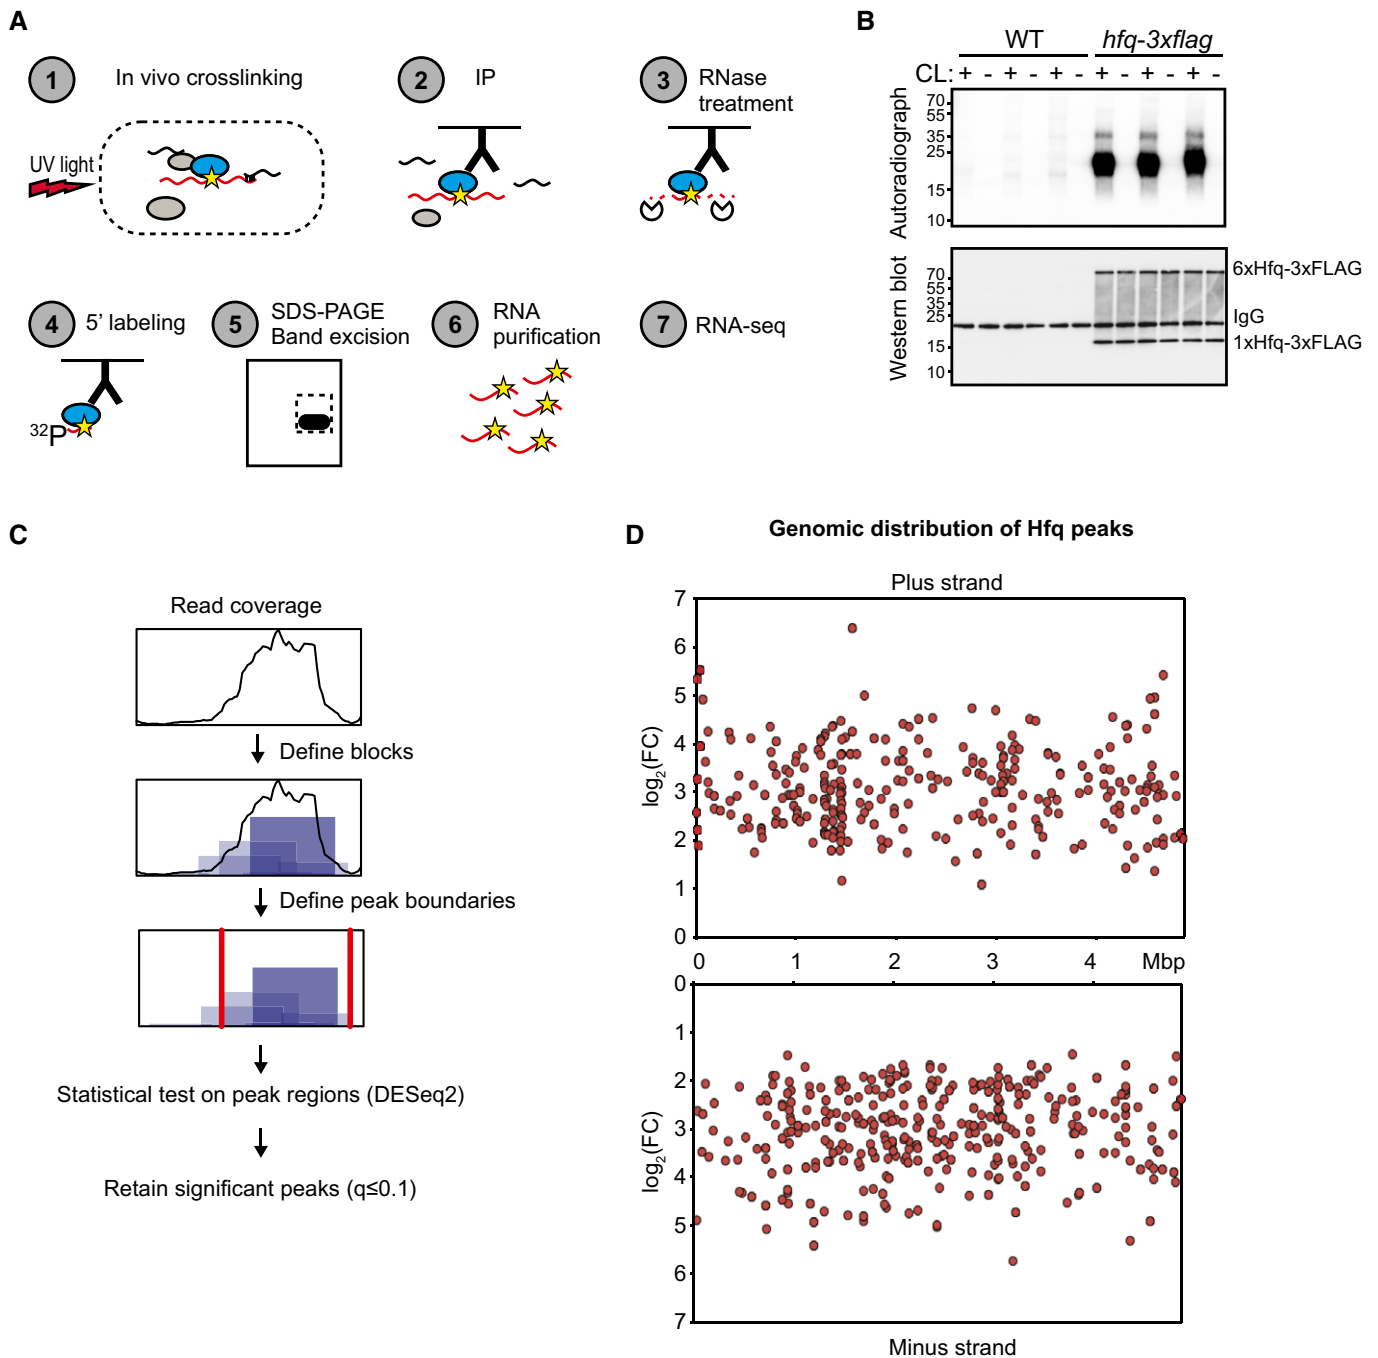 A
1 In vivo crosslinking
UV light
2 IP
3 RNase
treatment
4 5' labeling
32P
5 SDS-PAGE
Band excision
6 RNA
purification
7 RNA-seq
B
WT hfq-3xflag
CL: + - + - + - + - + - + -
Autoradiograph
70
55
35
25
15
10
Western blot
70
55
35
25
15
10
6xHfq-3xFLAG
IgG
1xHfq-3xFLAG
C
Read coverage
Define blocks
Define peak boundaries
Statistical test on peak regions (DESeq2)
Retain significant peaks (q≤0.1)
D
Genomic distribution of Hfq peaks
Plus strand
log2(FC)
7
6
5
4
3
2
1
0
0 1 2 3 4 Mbp
log2(FC)
0
1
2
3
4
5
6
7
Minus strand